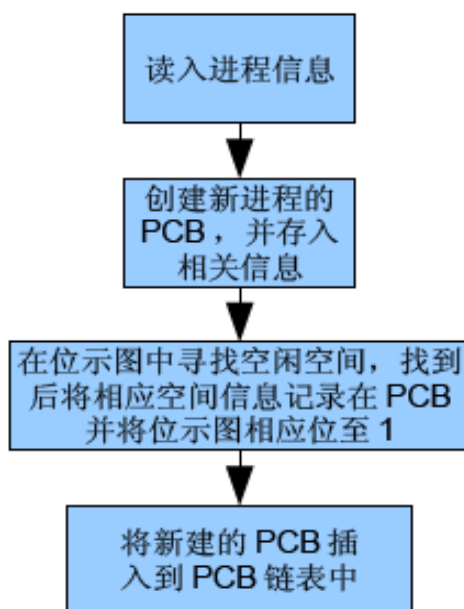 读入进程信息
创建新进程的
PCB，并存入
相关信息
在位示图中寻找空闲空间，找到
后将相应空间信息记录在 PCB
并将位示图相应位至 1
将新建的 PCB 插
入到 PCB 链表中